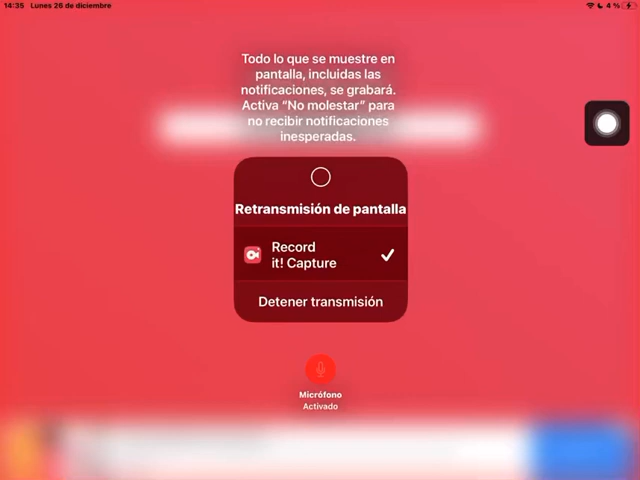 14:35 Lunes 26 de diciembre
4 %
Todo lo que se muestre en
pantalla, incluidas las
notificaciones, se grabará.
Activa “No molestar” para
no recibir notificaciones
inesperadas.
Retransmisión de pantalla
Record
it! Capture
Detener transmisión
Micrófono
Activado